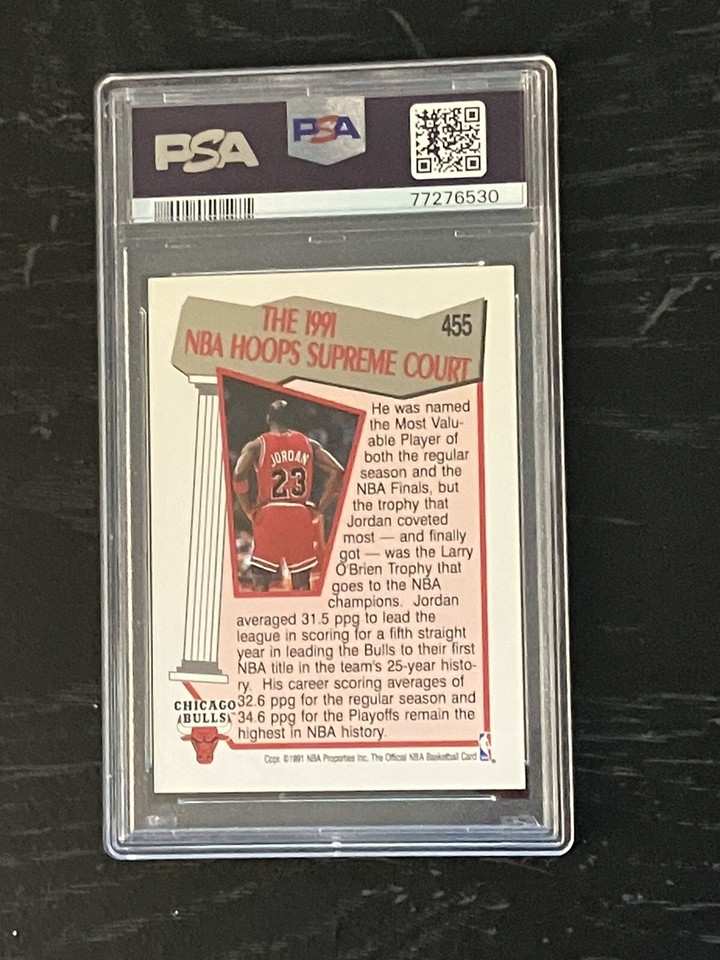 PSA PSA
77276530
THE 1991 455
NBA HOOPS SUPREME COURT
JORDAN
23
He was named
the Most Valu-
able Player of
both the regular
season and the
NBA Finals, but
the trophy that
Jordan coveted
most — and finally
got — was the Larry
O'Brien Trophy that
goes to the NBA
champions. Jordan
averaged 31.5 ppg to lead the
league in scoring for a fifth straight
year in leading the Bulls to their first
NBA title in the team's 25-year histo-
ry. His career scoring averages of
32.6 ppg for the regular season and
34.6 ppg for the Playoffs remain the
highest in NBA history.
CHICAGO
BULLS
Copr. ©1991 NBA Properties Inc. The Official NBA Basketball Card